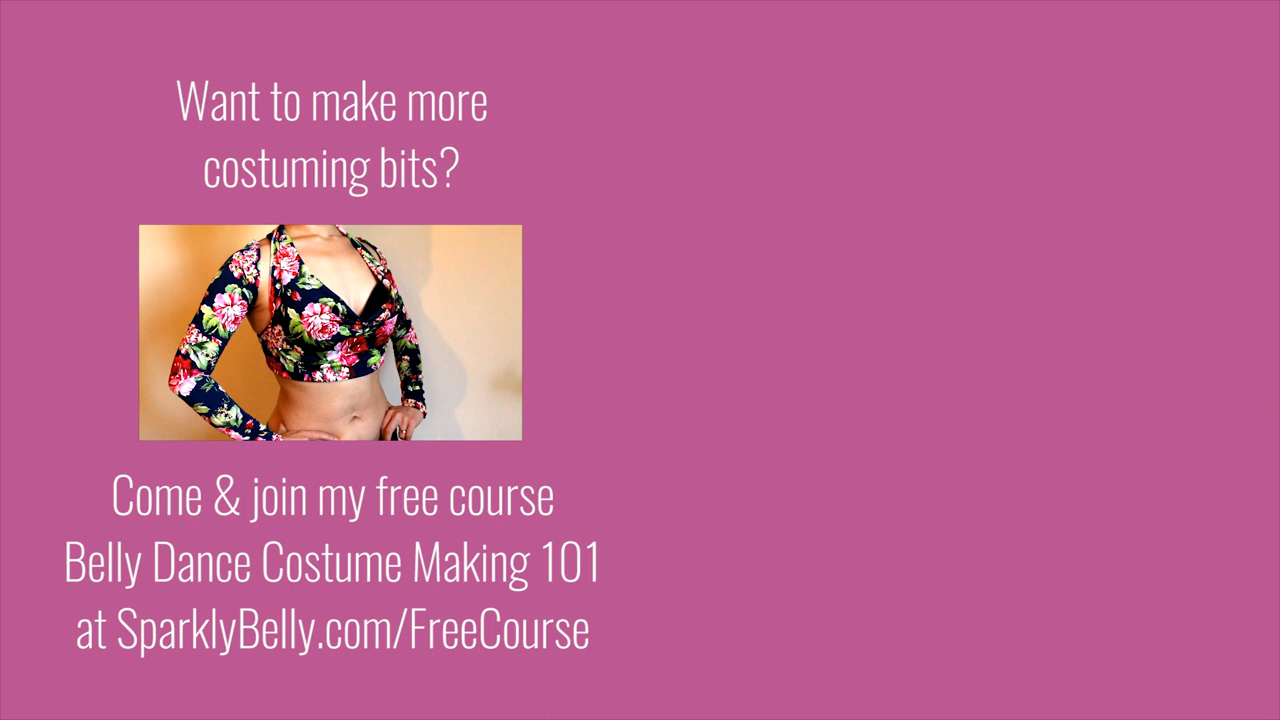 Want to make more
costuming bits?
Come & join my free course
Belly Dance Costume Making 101
at SparklyBelly.com/FreeCourse